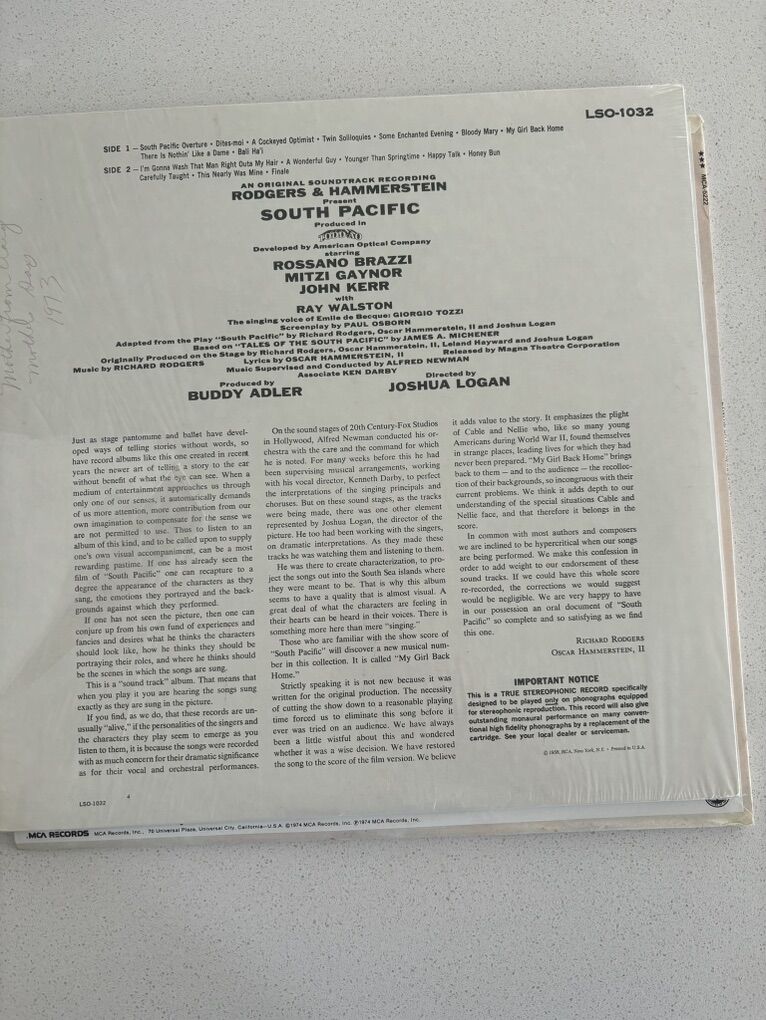 LSO-1032
SIDE 1 — South Pacific Overture • Dites-moi • A Cockeyed Optimist • Twin Soliloquies • Some Enchanted Evening • Bloody Mary • My Girl Back Home
There Is Nothin' Like a Dame • Bali Ha'i
SIDE 2 — I'm Gonna Wash That Man Right Outa My Hair • A Wonderful Guy • Younger Than Springtime • Happy Talk • Honey Bun
Carefully Taught • This Nearly Was Mine • Finale
AN ORIGINAL SOUNDTRACK RECORDING
RODGERS & HAMMERSTEIN
Present
SOUTH PACIFIC
Produced in
TODD-AO
Developed by American Optical Company
starring
ROSSANO BRAZZI
MITZI GAYNOR
JOHN KERR
with
RAY WALSTON
The singing voice of Emile de Becque: GIORGIO TOZZI
Screenplay by PAUL OSBORN
Adapted from the Play "South Pacific" by Richard Rodgers, Oscar Hammerstein, II and Joshua Logan
Based on "TALES OF THE SOUTH PACIFIC" by JAMES A. MICHENER
Originally Produced on the Stage by Richard Rodgers, Oscar Hammerstein, II, Leland Hayward and Joshua Logan
Music by RICHARD RODGERS Lyrics by OSCAR HAMMERSTEIN, II Released by Magna Theatre Corporation
Music Supervised and Conducted by ALFRED NEWMAN
Associate KEN DARBY
Produced by
BUDDY ADLER
Directed by
JOSHUA LOGAN
Just as stage pantomime and ballet have devel-
oped ways of telling stories without words, so
have record albums like this one created in recent
years the newer art of telling a story to the ear
without benefit of what the eye can see. When a
medium of entertainment approaches us through
only one of our senses, it automatically demands
of us more attention, more contribution from our
own imagination to compensate for the sense we
are not permitted to use. Thus to listen to an
album of this kind, and to be called upon to supply
one's own visual accompaniment, can be a most
rewarding pastime. If one has already seen the
film of "South Pacific" one can recapture to a
degree the appearance of the characters as they
sang, the emotions they portrayed and the back-
grounds against which they performed.
If one has not seen the picture, then one can
conjure up from his own fund of experiences and
fancies and desires what he thinks the characters
should look like, how he thinks they should be
portraying their roles, and where he thinks should
be the scenes in which the songs are sung.
This is a "sound track" album. That means that
when you play it you are hearing the songs sung
exactly as they are sung in the picture.
If you find, as we do, that these records are un-
usually "alive," if the personalities of the singers and
the characters they play seem to emerge as you
listen to them, it is because the songs were recorded
with as much concern for their dramatic significance
as for their vocal and orchestral performances.
On the sound stages of 20th Century-Fox Studios
in Hollywood, Alfred Newman conducted his or-
chestra with the care and the command for which
he is noted. For many weeks before this he had
been supervising musical arrangements, working
with his vocal director, Kenneth Darby, to perfect
the interpretations of the singing principals and
choruses. But on these sound stages, as the tracks
were being made, there was one other element
represented by Joshua Logan, the director of the
picture. He too had been working with the singers,
on dramatic interpretations. As they made these
tracks he was watching them and listening to them.
He was there to create characterization, to pro-
ject the songs out into the South Sea islands where
they were meant to be. That is why this album
seems to have a quality that is almost visual. A
great deal of what the characters are feeling in
their hearts can be heard in their voices. There is
something more here than mere "singing."
Those who are familiar with the show score of
"South Pacific" will discover a new musical num-
ber in this collection. It is called "My Girl Back
Home."
Strictly speaking it is not new because it was
written for the original production. The necessity
of cutting the show down to a reasonable playing
time forced us to eliminate this song before it
ever was tried on an audience. We have always
been a little wistful about this and wondered
whether it was a wise decision. We have restored
the song to the score of the film version. We believe
it adds value to the story. It emphasizes the plight
of Cable and Nellie who, like so many young
Americans during World War II, found themselves
in strange places, leading lives for which they had
never been prepared. "My Girl Back Home" brings
back to them — and to the audience — the recollec-
tion of their backgrounds, so incongruous with their
current problems. We think it adds depth to our
understanding of the special situations Cable and
Nellie face, and that therefore it belongs in the
score.
In common with most authors and composers
we are inclined to be hypercritical when our songs
are being performed. We make this confession in
order to add weight to our endorsement of these
sound tracks. If we could have this whole score
re-recorded, the corrections we would suggest
would be negligible. We are very happy to have
in our possession an oral document of "South
Pacific" so complete and so satisfying as we find
this one.
RICHARD RODGERS
OSCAR HAMMERSTEIN, II
IMPORTANT NOTICE
This is a TRUE STEREOPHONIC RECORD specifically
designed to be played only on phonographs equipped
for stereophonic reproduction. This record will also give
outstanding monaural performance on many conven-
tional high fidelity phonographs by a replacement of the
cartridge. See your local dealer or serviceman.
© 1958, RCA, New York, N.Y. • Printed in U.S.A.
LSO-1032
4
MCA RECORDS MCA Records, Inc., 70 Universal Plaza, Universal City, California—U.S.A. ©1974 MCA Records, Inc. ℗1974 MCA Records, Inc.
★★★ MCA-5222
1973